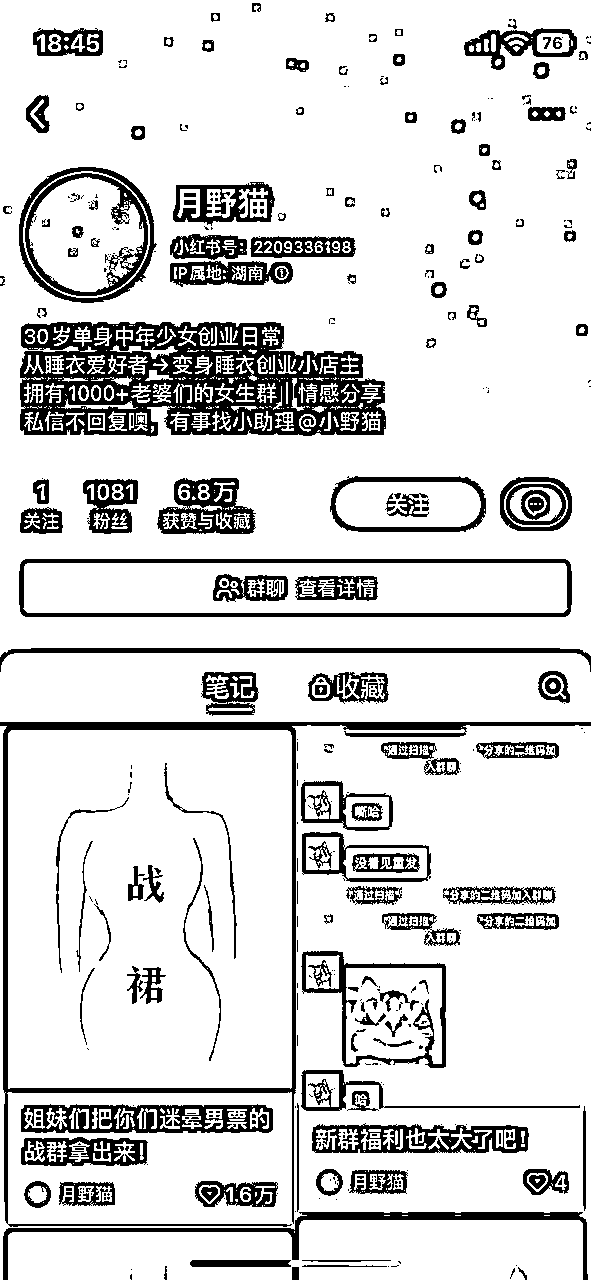 18:45
76
月野猫
小红书号：2209336198
IP属地：湖南
30岁单身中年少女创业日常
从睡衣爱好者→变身睡衣创业小店主
拥有1000+老婆们的女生群||情感分享
私信不回复噢，有事找小助理@小野猫
1 1081 6.8万
关注 粉丝 获赞与收藏
关注
群聊 查看详情
笔记 收藏
战
裙
姐妹们把你们迷晕男票的
战群拿出来！
月野猫 1.6万
"通过扫描" "分享的二维码加
入群聊
没看见重发
"通过扫描" "分享的二维码加入群聊
"通过扫描" "分享的二维码加
入群聊
哈
新群福利也太大了吧！
月野猫 4